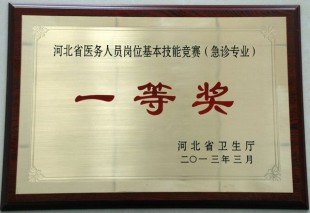 河北省医务人员岗位基本技能竞赛（急诊专业）
一等奖
河北省卫生厅
二〇一三年三月